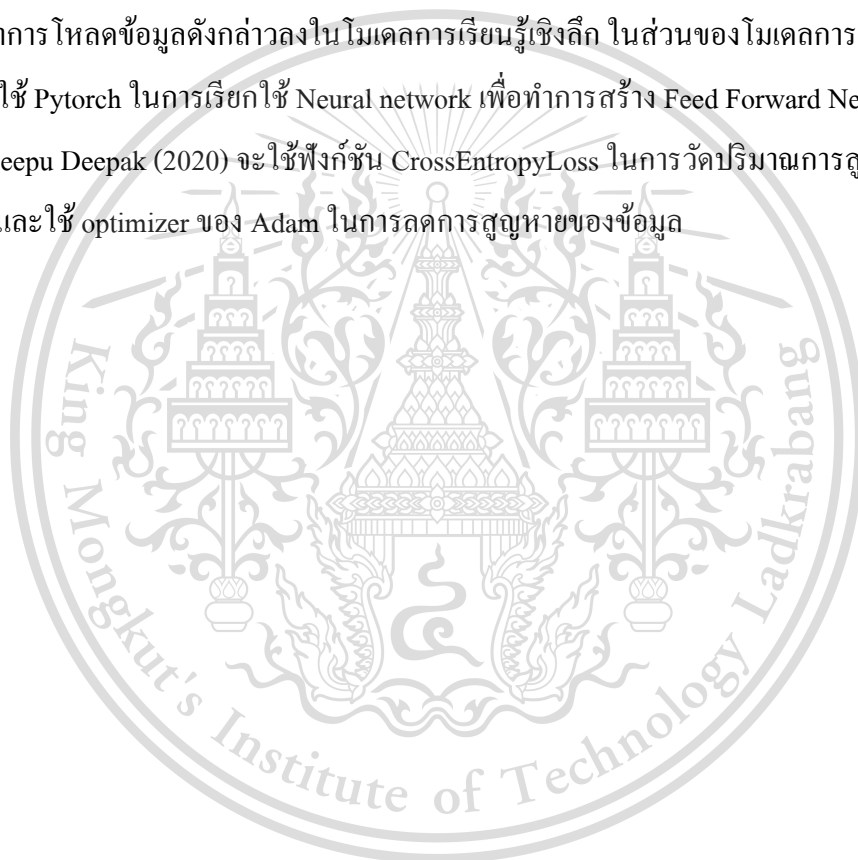 าการโหลดข้อมูลดังกล่าวลงในโมเดลการเรียนรู้เชิงลึก ในส่วนของโมเดลการ
ใช้ Pytorch ในการเรียกใช้ Neural network เพื่อทำการสร้าง Feed Forward Ne
eepu Deepak (2020) จะใช้ฟังก์ชัน CrossEntropyLoss ในการวัดปริมาณการสู
และใช้ optimizer ของ Adam ในการลดการสูญหายของข้อมูล
King Mongkut's Institute of Technology Ladkrabang